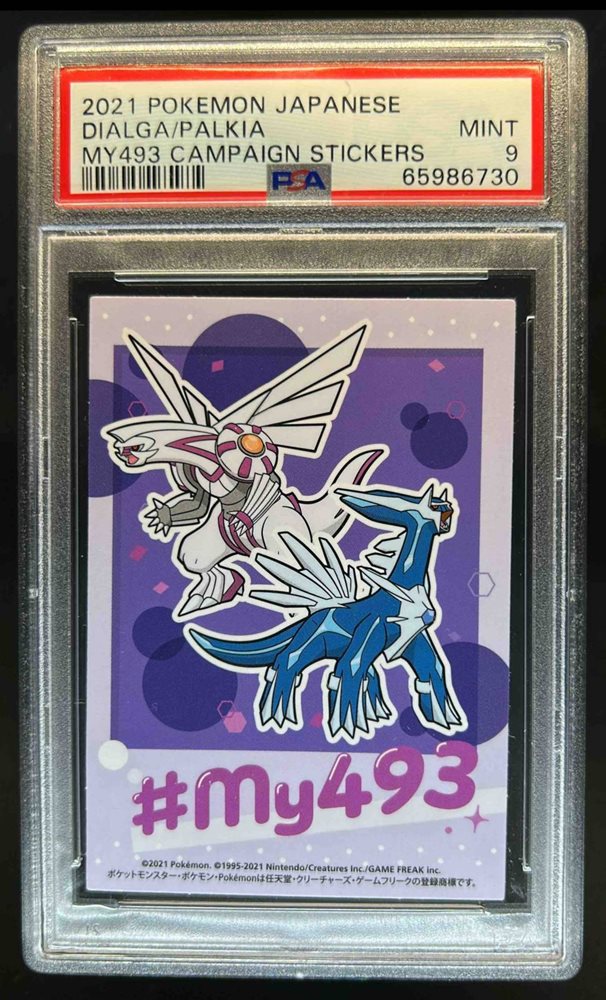 2021 POKEMON JAPANESE
DIALGA/PALKIA MINT
MY493 CAMPAIGN STICKERS 9
PSA 65986730
#My493
©2021 Pokémon. ©1995-2021 Nintendo/Creatures Inc./GAME FREAK inc.
ポケットモンスター・ポケモン・Pokémonは任天堂・クリーチャーズ・ゲームフリークの登録商標です。